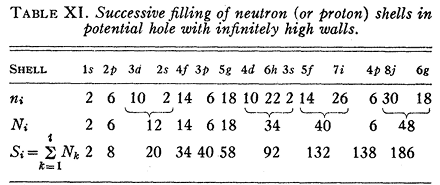 TABLE XI. Successive filling of neutron (or proton) shells in
potential hole with infinitely high walls.
SHELL 1s 2p 3d 2s 4f 3p 5g 4d 6h 3s 5f 7i 4p 8j 6g
n_i 2 6 10 2 14 6 18 10 22 2 14 26 6 30 18
N_i 2 6 12 14 6 18 34 40 6 48
S_i = Σ_{k=1}^{i} N_k 2 8 20 34 40 58 92 132 138 186